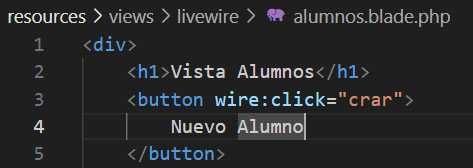 resources > views > livewire > alumnos.blade.php
1 <div>
2 <h1>Vista Alumnos</h1>
3 <button wire:click="crar">
4 Nuevo Alumno
5 </button>